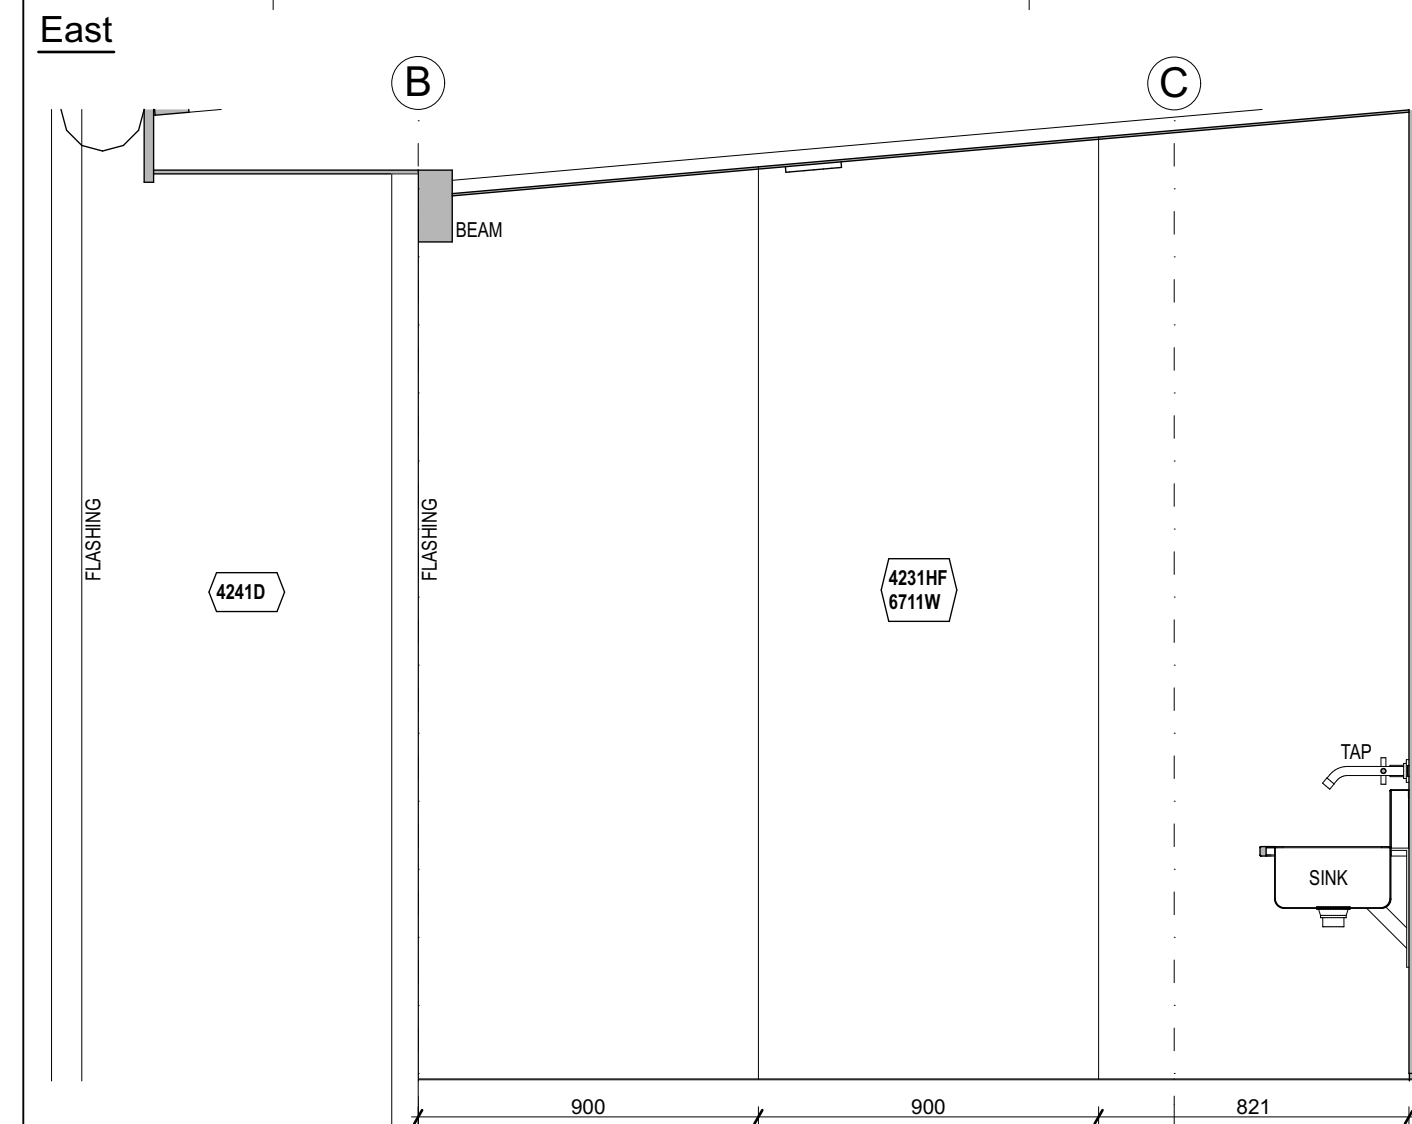 East
B
C
BEAM
FLASHING
FLASHING
4241D
4231HF
6711W
TAP
SINK
900
900
821